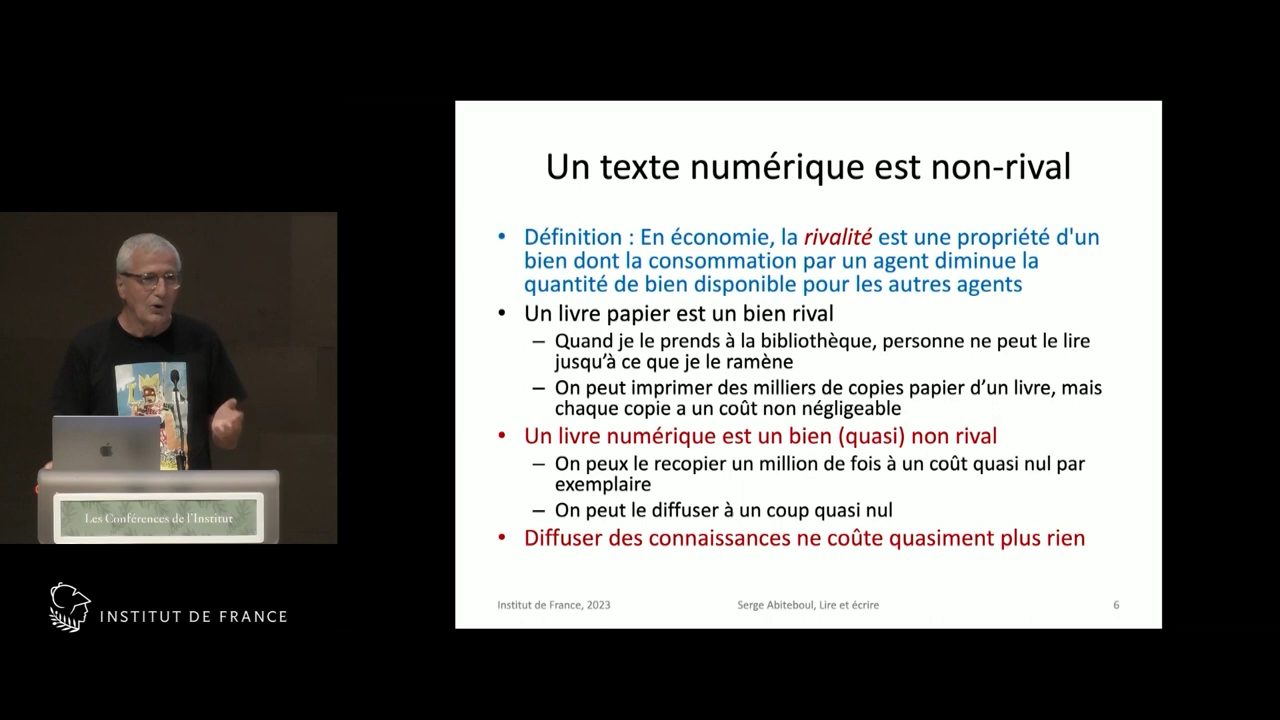 Un texte numérique est non-rival
• Définition : En économie, la rivalité est une propriété d'un
bien dont la consommation par un agent diminue la
quantité de bien disponible pour les autres agents
• Un livre papier est un bien rival
– Quand je le prends à la bibliothèque, personne ne peut le lire
jusqu’à ce que je le ramène
– On peut imprimer des milliers de copies papier d’un livre, mais
chaque copie a un coût non négligeable
• Un livre numérique est un bien (quasi) non rival
– On peux le recopier un million de fois à un coût quasi nul par
exemplaire
– On peut le diffuser à un coup quasi nul
• Diffuser des connaissances ne coûte quasiment plus rien
Institut de France, 2023
Serge Abiteboul, Lire et écrire
6
Les Conférences de l'Institut
INSTITUT DE FRANCE